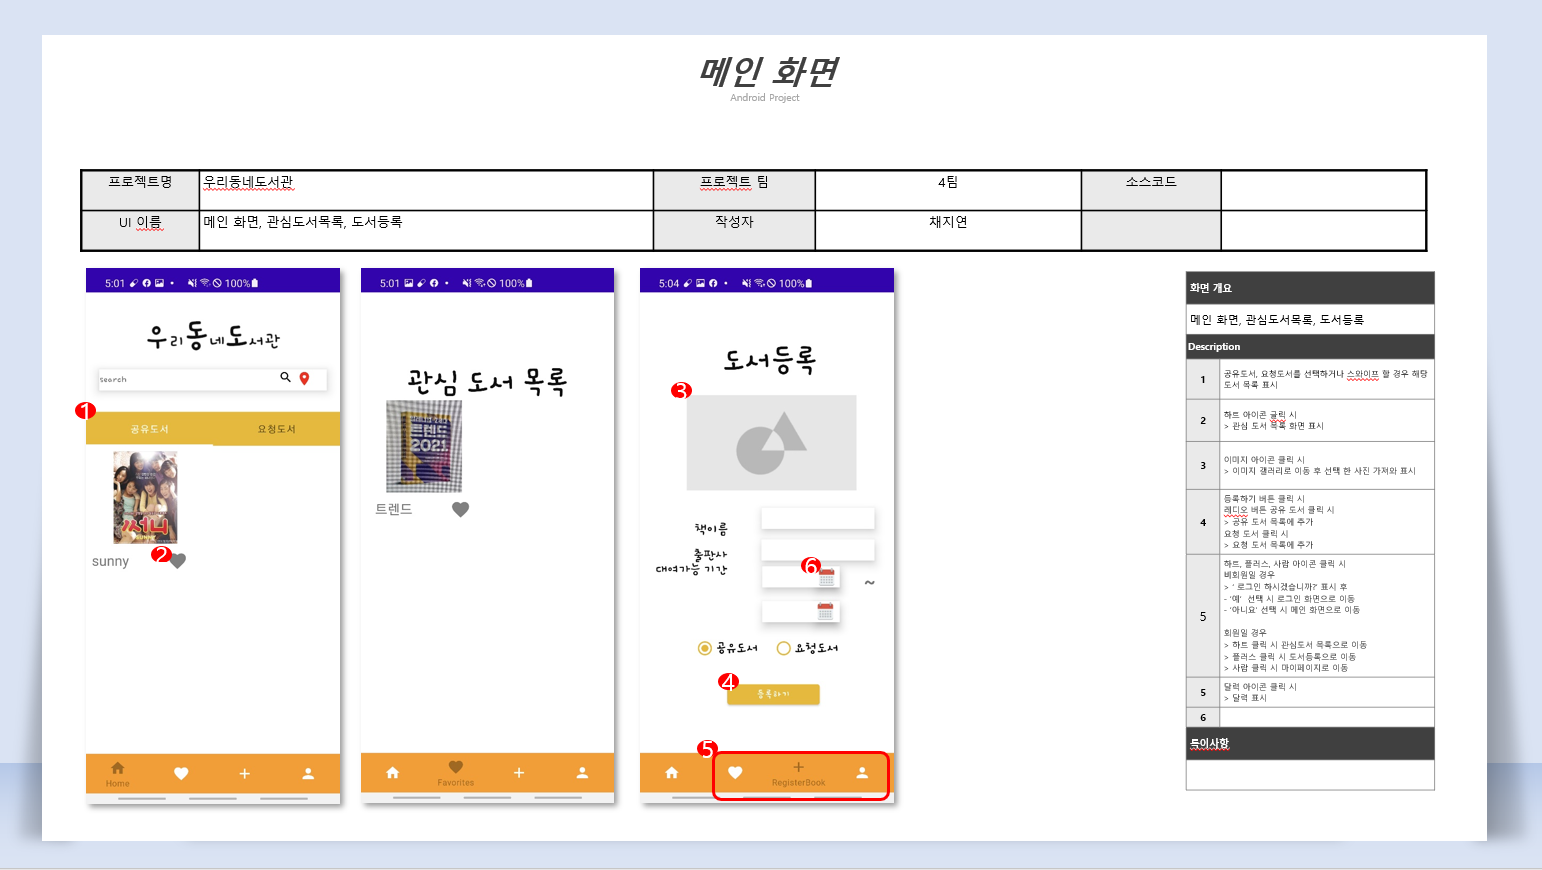 메인 화면
Android Project
프로젝트명
우리동네도서관
프로젝트 팀
4팀
소스코드
UI 이름
메인 화면, 관심도서목록, 도서등록
작성자
채지연
5:01
100%
우리동네도서관
search
1
공유도서
요청도서
써니
SUNNY
sunny
2
Home
5:01
100%
관심 도서 목록
트렌드
2021
트렌드
Favorites
5:04
100%
도서등록
3
책이름
출판사
대여가능 기간
6
~
공유도서
요청도서
4
등록하기
5
RegisterBook
화면 개요
메인 화면, 관심도서목록, 도서등록
Description
1
공유도서, 요청도서를 선택하거나 스와이프 할 경우 해당
도서 목록 표시
2
하트 아이콘 클릭 시
> 관심 도서 목록 화면 표시
3
이미지 아이콘 클릭 시
> 이미지 갤러리로 이동 후 선택 한 사진 가져와 표시
4
등록하기 버튼 클릭 시
레디오 버튼 공유 도서 클릭 시
> 공유 도서 목록에 추가
요청 도서 클릭 시
> 요청 도서 목록에 추가
5
하트, 플러스, 사람 아이콘 클릭 시
비회원일 경우
> ' 로그인 하시겠습니까?' 표시 후
- '예' 선택 시 로그인 화면으로 이동
- '아니요' 선택 시 메인 화면으로 이동
회원일 경우
> 하트 클릭 시 관심도서 목록으로 이동
> 플러스 클릭 시 도서등록으로 이동
> 사람 클릭 시 마이페이지로 이동
5
달력 아이콘 클릭 시
> 달력 표시
6
특이사항